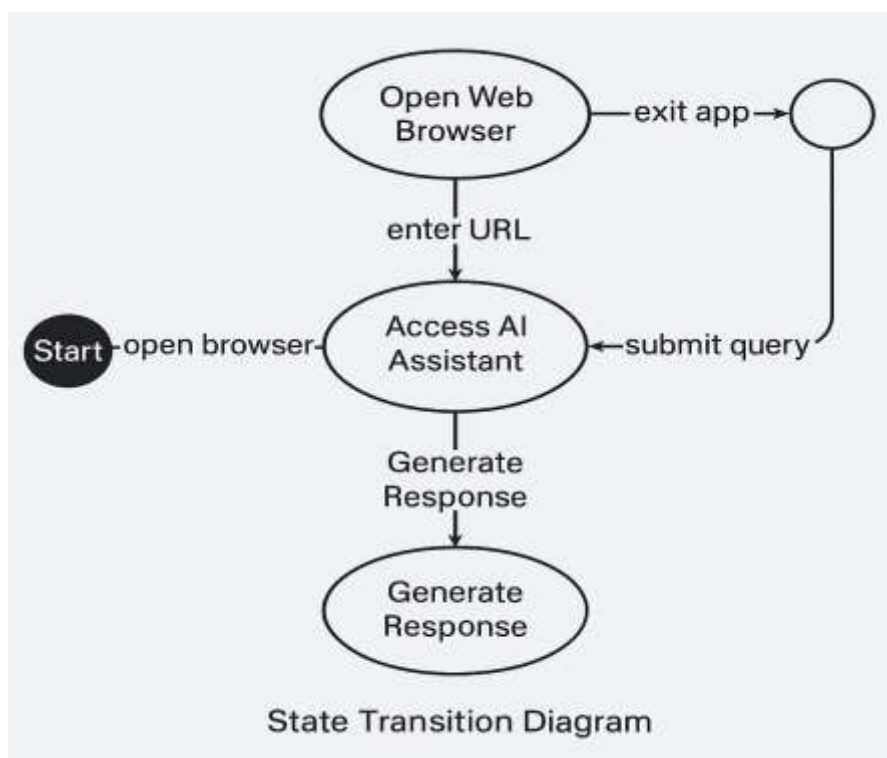 Open Web
Browser
exit app
enter URL
Start
open browser
Access AI
Assistant
submit query
Generate
Response
Generate
Response
State Transition Diagram